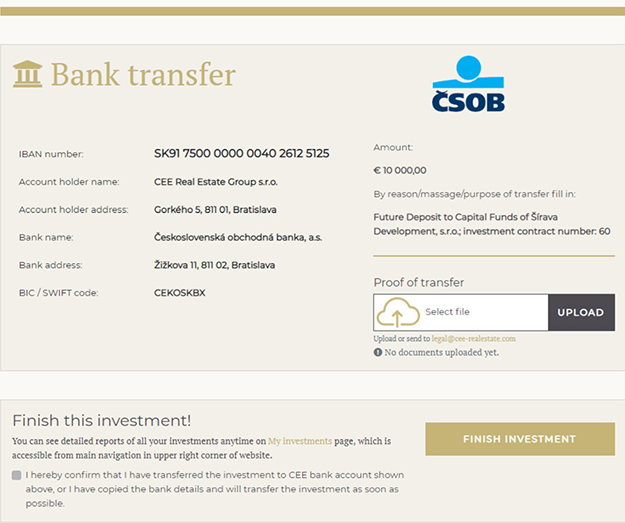 Bank transfer
ČSOB
IBAN number: SK91 7500 0000 0040 2612 5125
Account holder name: CEE Real Estate Group s.r.o.
Account holder address: Gorkého 5, 811 01, Bratislava
Bank name: Československá obchodná banka, a.s.
Bank address: Žižkova 11, 811 02, Bratislava
BIC / SWIFT code: CEKOSKBX
Amount:
€ 10 000,00
By reason/massage/purpose of transfer fill in:
Future Deposit to Capital Funds of Šírava
Development, s.r.o.; investment contract number: 60
Proof of transfer
Select file
UPLOAD
Upload or send to legal@cee-realestate.com
No documents uploaded yet.
Finish this investment!
You can see detailed reports of all your investments anytime on My investments page, which is
accessible from main navigation in upper right corner of website.
I hereby confirm that I have transferred the investment to CEE bank account shown
above, or I have copied the bank details and will transfer the investment as soon as
possible.
FINISH INVESTMENT